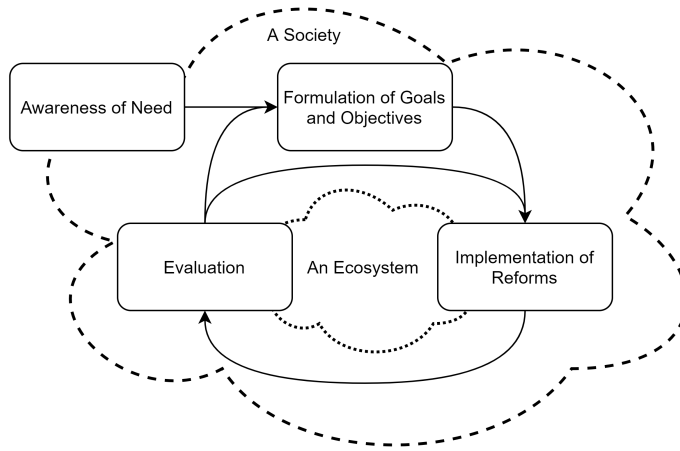 A Society
Awareness of Need
Formulation of Goals
and Objectives
Evaluation
An Ecosystem
Implementation of
Reforms